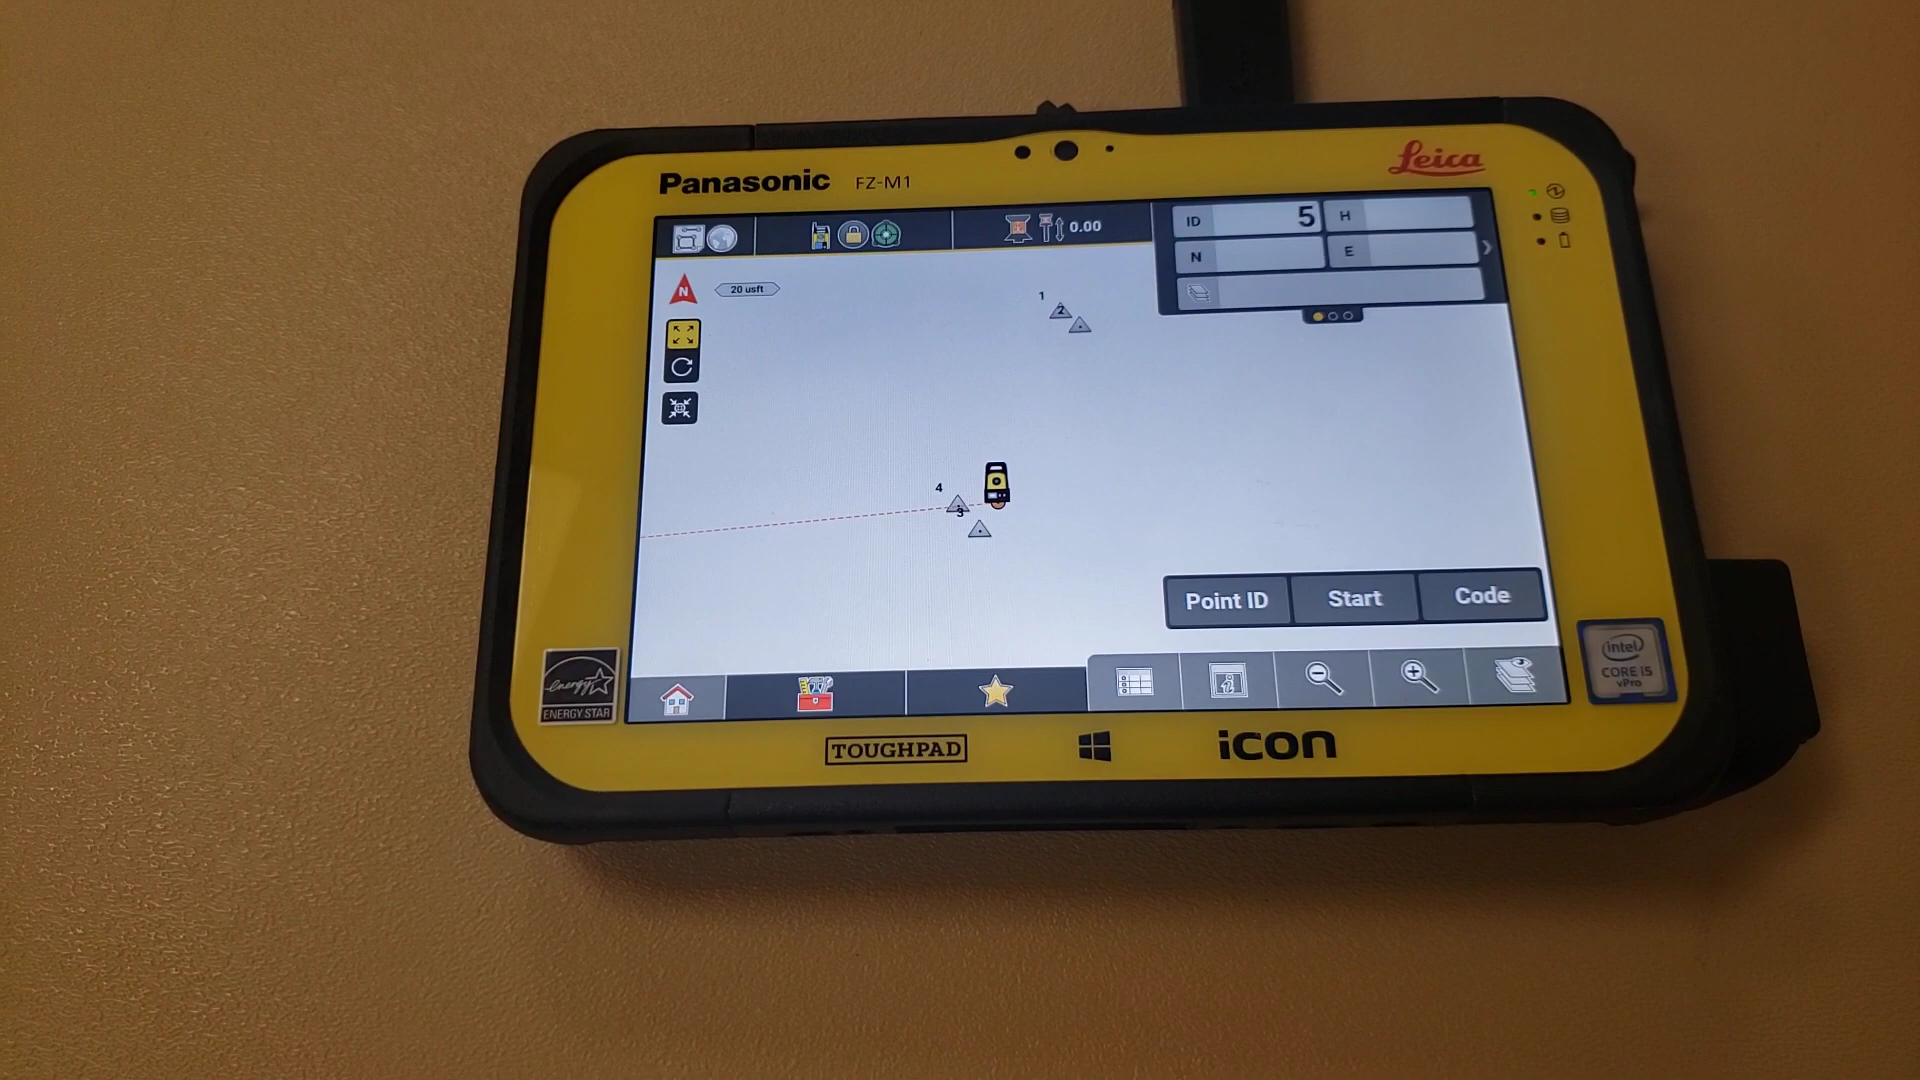 Panasonic FZ-M1
Leica
0.00
ID 5 H
N E
N
20 usft
1
2
4
3
Point ID Start Code
energy
ENERGY STAR
intel
CORE i5
vPro
TOUGHPAD
iCON